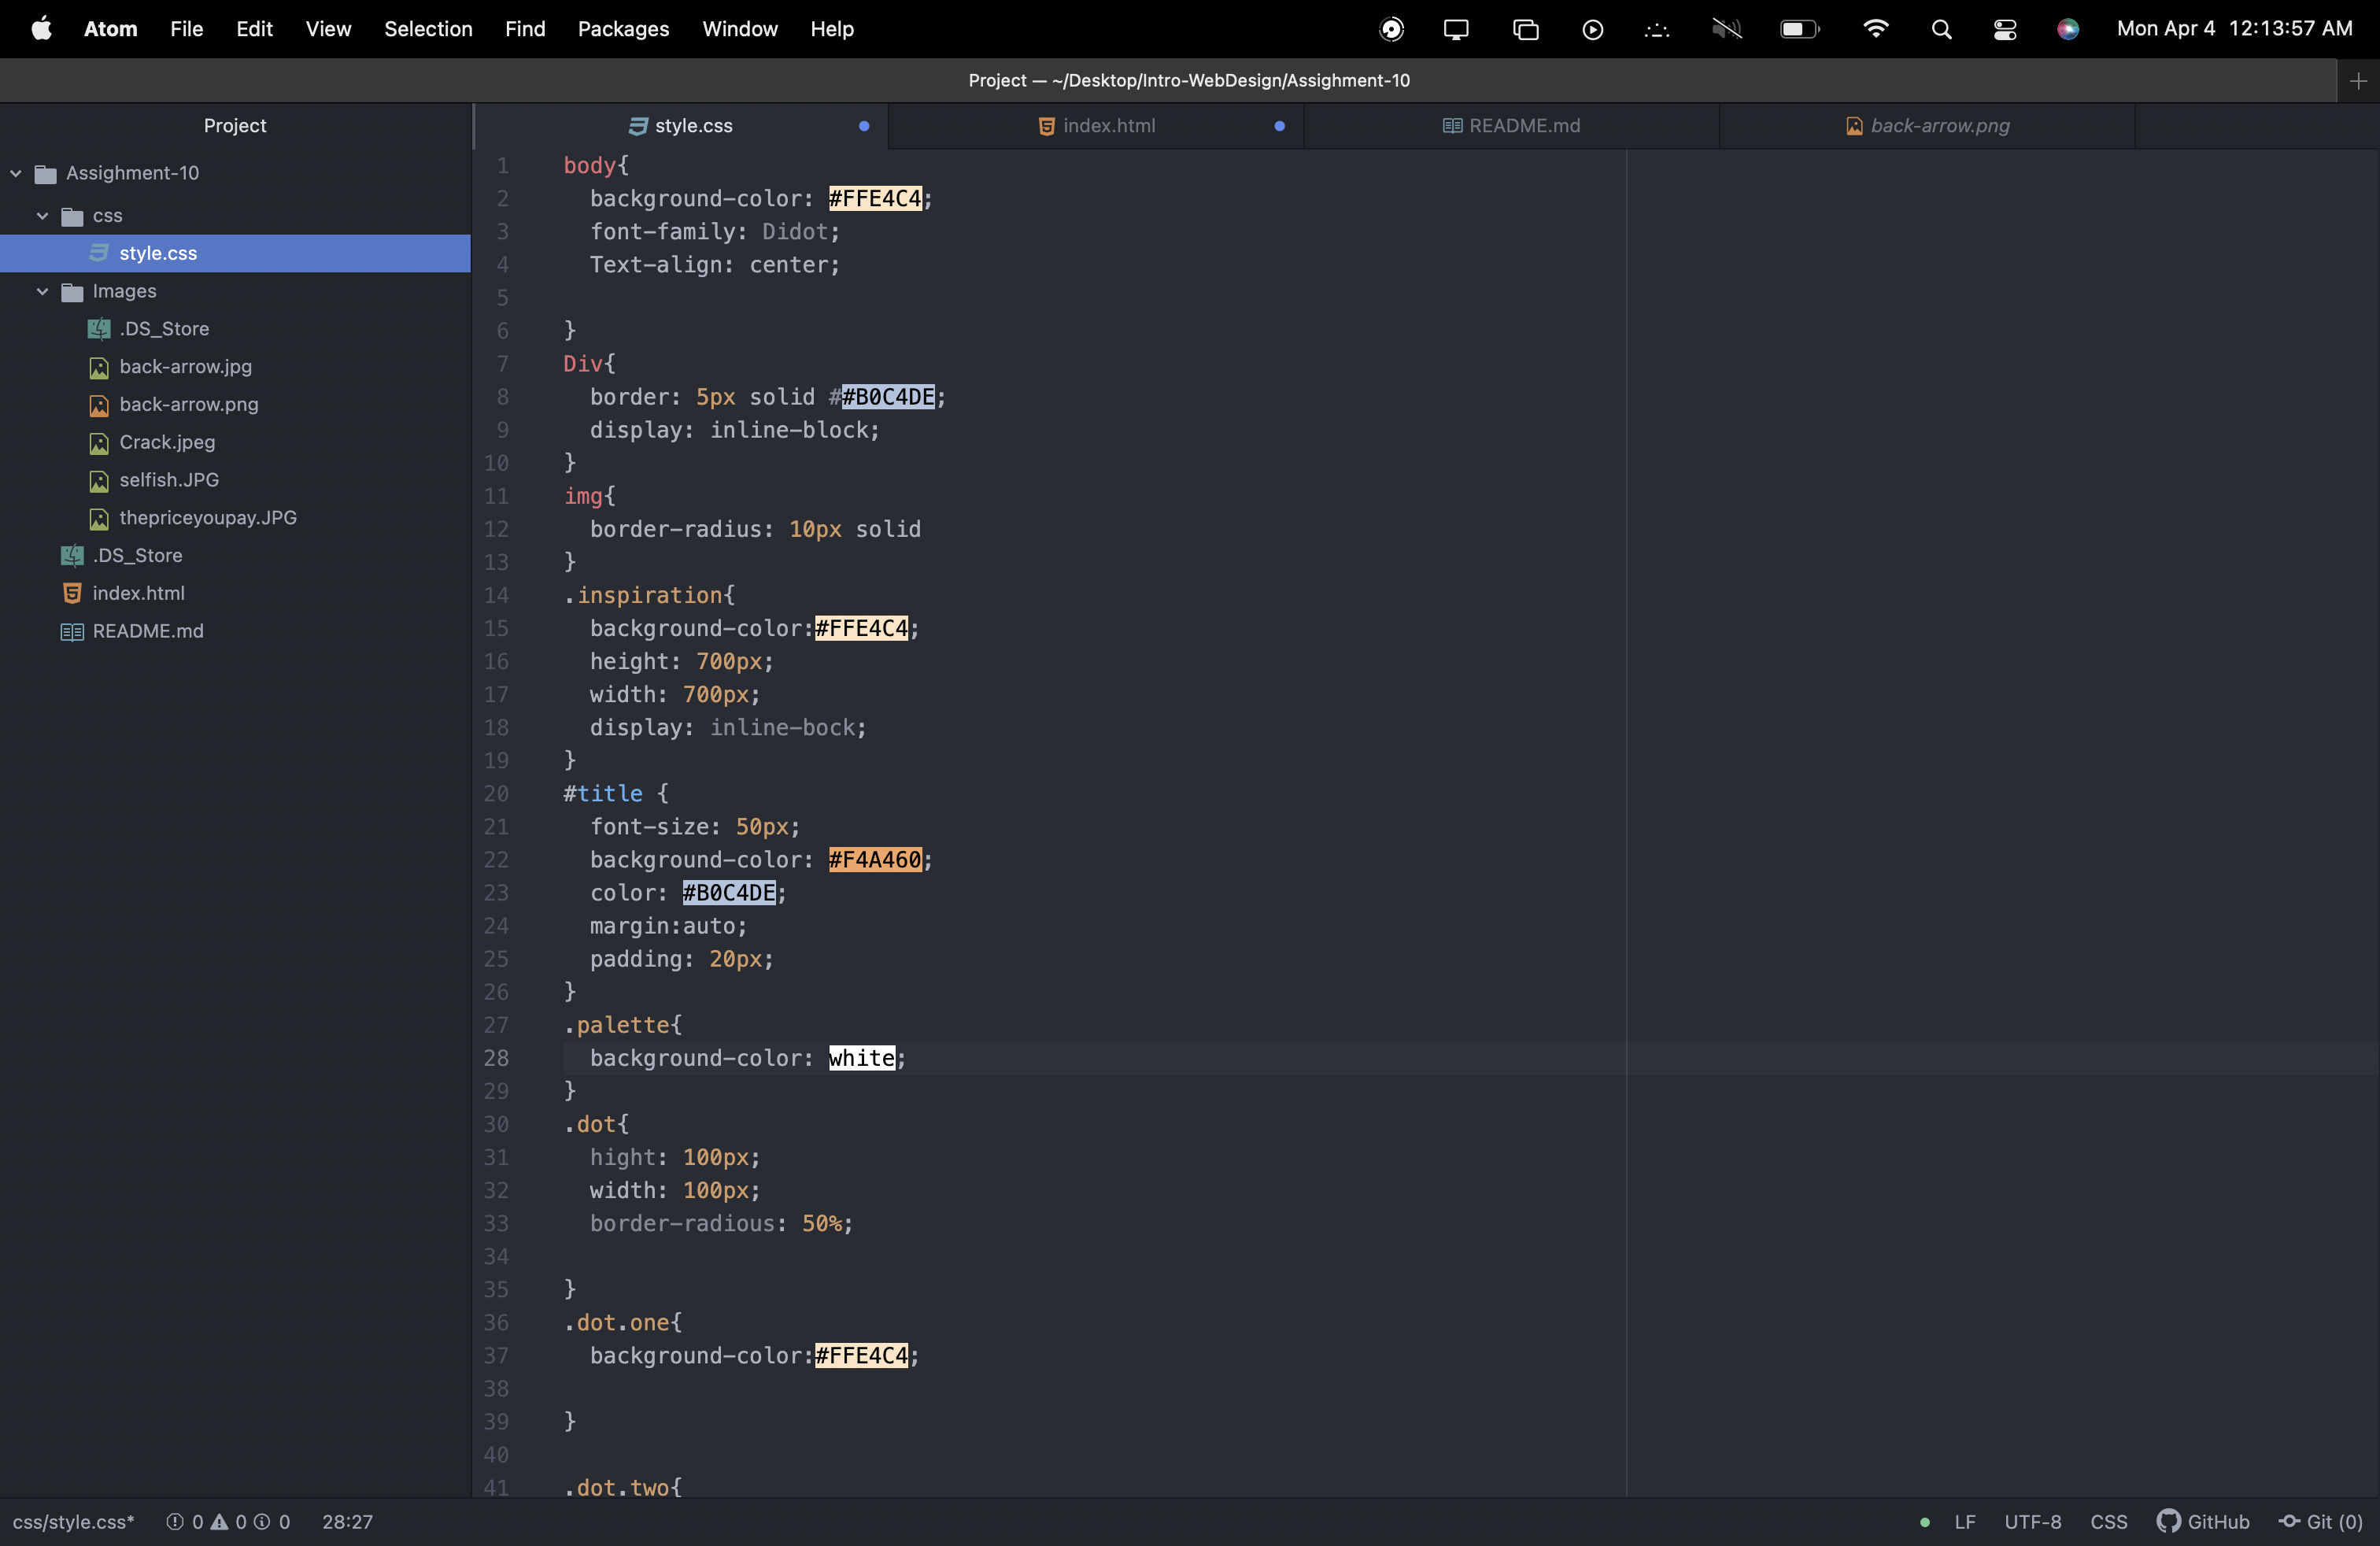 Atom File Edit View Selection Find Packages Window Help Mon Apr 4 12:13:57 AM
Project — ~/Desktop/Intro-WebDesign/Assighment-10
Project
style.css index.html README.md back-arrow.png
Assighment-10
css
style.css
Images
.DS_Store
back-arrow.jpg
back-arrow.png
Crack.jpeg
selfish.JPG
thepriceyoupay.JPG
.DS_Store
index.html
README.md
1 body{
2 background-color: #FFE4C4;
3 font-family: Didot;
4 Text-align: center;
5
6 }
7 Div{
8 border: 5px solid ##B0C4DE;
9 display: inline-block;
10 }
11 img{
12 border-radius: 10px solid
13 }
14 .inspiration{
15 background-color:#FFE4C4;
16 height: 700px;
17 width: 700px;
18 display: inline-bock;
19 }
20 #title {
21 font-size: 50px;
22 background-color: #F4A460;
23 color: #B0C4DE;
24 margin:auto;
25 padding: 20px;
26 }
27 .palette{
28 background-color: white;
29 }
30 .dot{
31 hight: 100px;
32 width: 100px;
33 border-radious: 50%;
34
35 }
36 .dot.one{
37 background-color:#FFE4C4;
38
39 }
40
41 .dot.two{
css/style.css* 0 0 0 28:27 LF UTF-8 CSS GitHub Git (0)